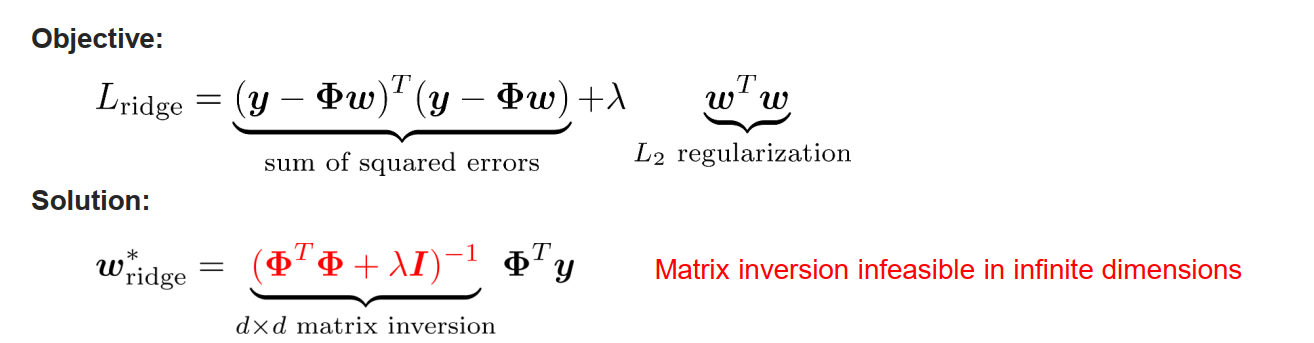 Objective:
L_ridge = (y − Φw)^T (y − Φw) + λ w^T w
sum of squared errors
L_2 regularization
Solution:
w^*_ridge = (Φ^T Φ + λI)^{−1} Φ^T y Matrix inversion infeasible in infinite dimensions
d×d matrix inversion